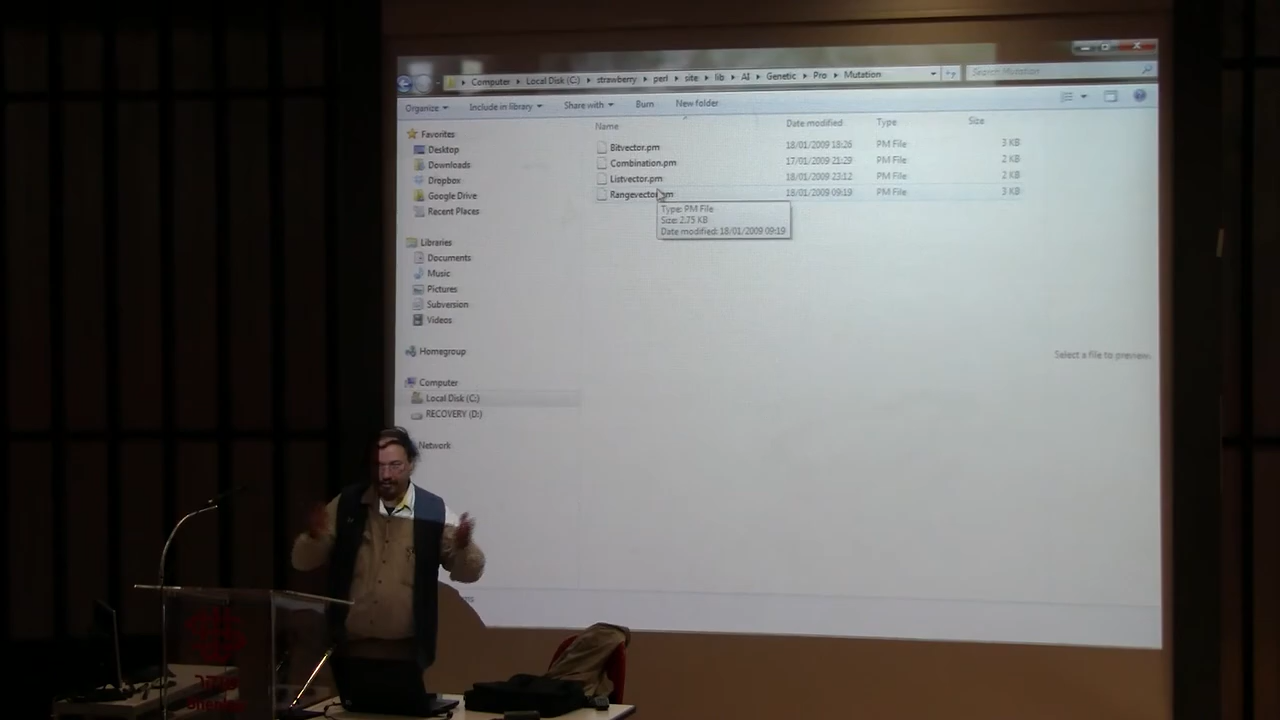 Computer ▸ Local Disk (C:) ▸ strawberry ▸ perl ▸ site ▸ lib ▸ AI ▸ Genetic ▸ Pro ▸ Mutation
Search Mutation
Organize Include in library Share with Burn New folder
Name Date modified Type Size
Bitvector.pm 18/01/2009 18:26 PM File 3 KB
Combination.pm 17/01/2009 21:29 PM File 2 KB
Listvector.pm 18/01/2009 23:12 PM File 2 KB
Rangevector.pm 18/01/2009 09:19 PM File 3 KB
Type: PM File
Size: 2.75 KB
Date modified: 18/01/2009 09:19
Favorites
Desktop
Downloads
Dropbox
Google Drive
Recent Places
Libraries
Documents
Music
Pictures
Subversion
Videos
Homegroup
Computer
Local Disk (C:)
RECOVERY (D:)
Network
Select a file to preview.
שנקר
shenkar